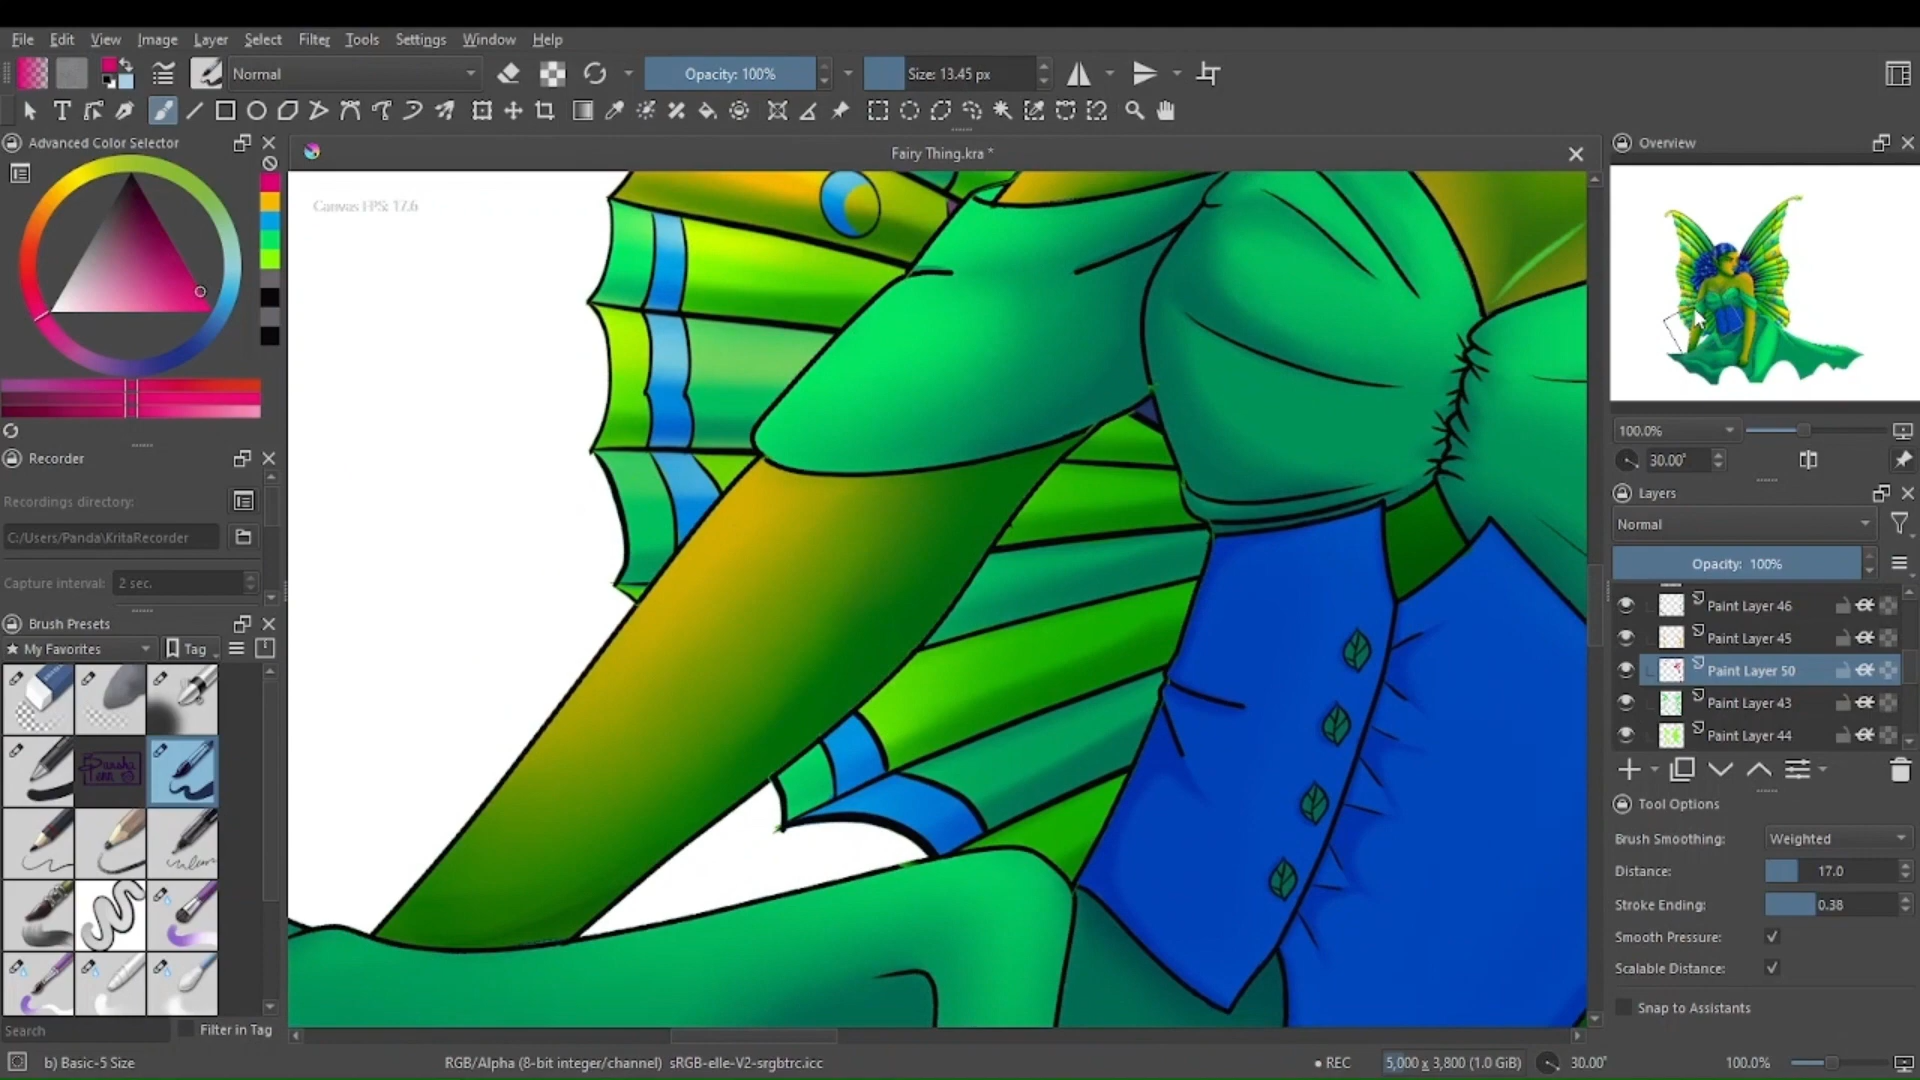 File Edit View Image Layer Select Filter Tools Settings Window Help
Normal
Opacity: 100%
Size: 13.45 px
Advanced Color Selector
Fairy Thing.kra *
Overview
Canvas FPS: 17.6
100.0%
30.00°
Recorder
Layers
Recordings directory:
Normal
C:/Users/Panda\KritaRecorder
Opacity: 100%
Capture interval: 2 sec.
Paint Layer 46
Brush Presets
Paint Layer 45
★ My Favorites
Tag
Paint Layer 50
Paint Layer 43
Paint Layer 44
Tool Options
Brush Smoothing: Weighted
Distance: 17.0
Stroke Ending: 0.38
Smooth Pressure:
Scalable Distance:
Snap to Assistants
Search
Filter in Tag
b) Basic-5 Size
RGB/Alpha (8-bit integer/channel) sRGB-elle-V2-srgbtrc.icc
• REC
5,000 x 3,800 (1.0 GiB)
30.00°
100.0%